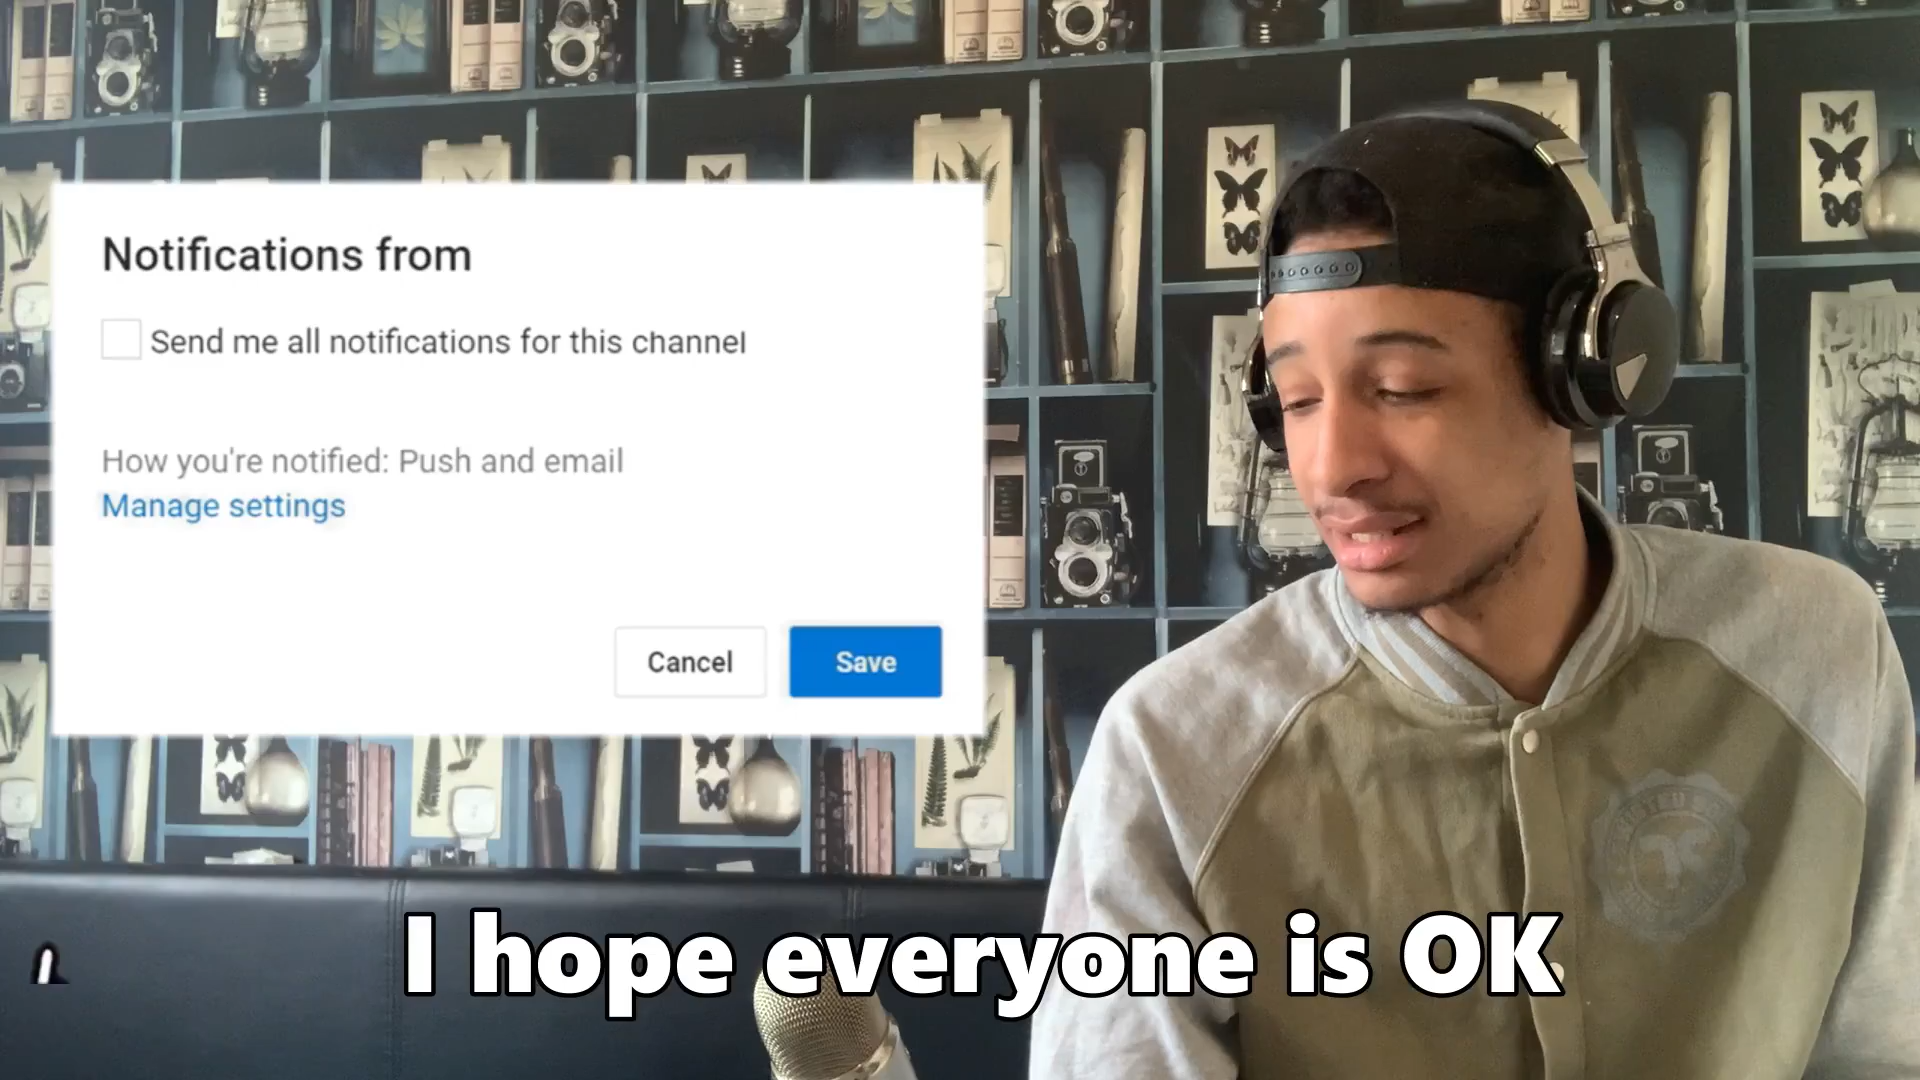 Notifications from
Send me all notifications for this channel
How you're notified: Push and email
Manage settings
Cancel
Save
I hope everyone is OK